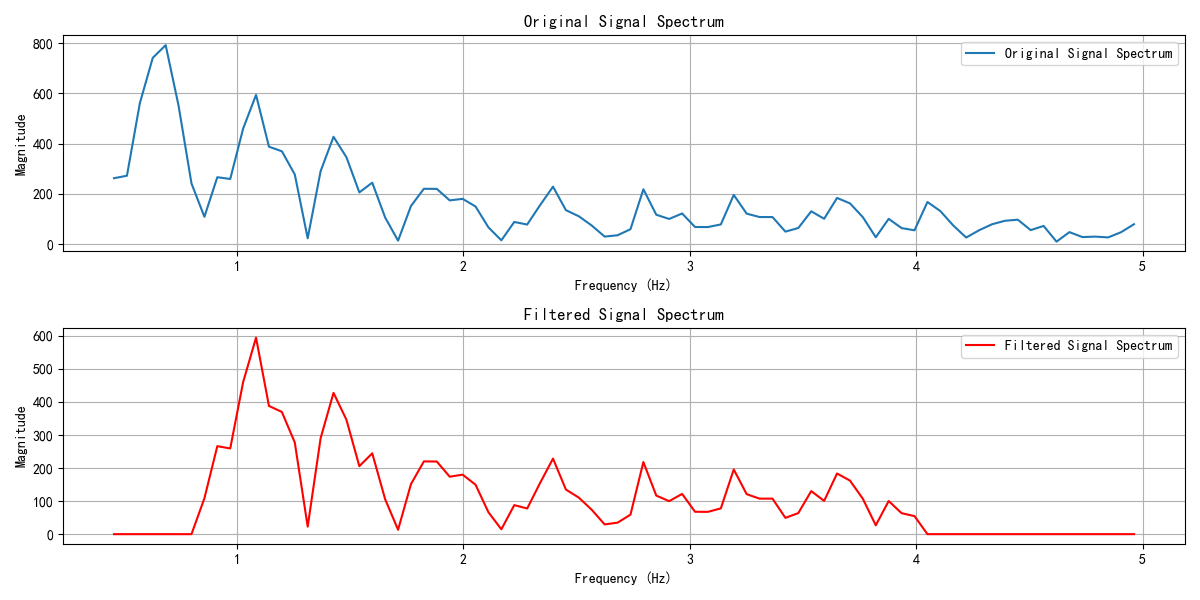 Original Signal Spectrum
Original Signal Spectrum
Magnitude
800
600
400
200
0
1 2 3 4 5
Frequency (Hz)
Filtered Signal Spectrum
Filtered Signal Spectrum
Magnitude
600
500
400
300
200
100
0
1 2 3 4 5
Frequency (Hz)